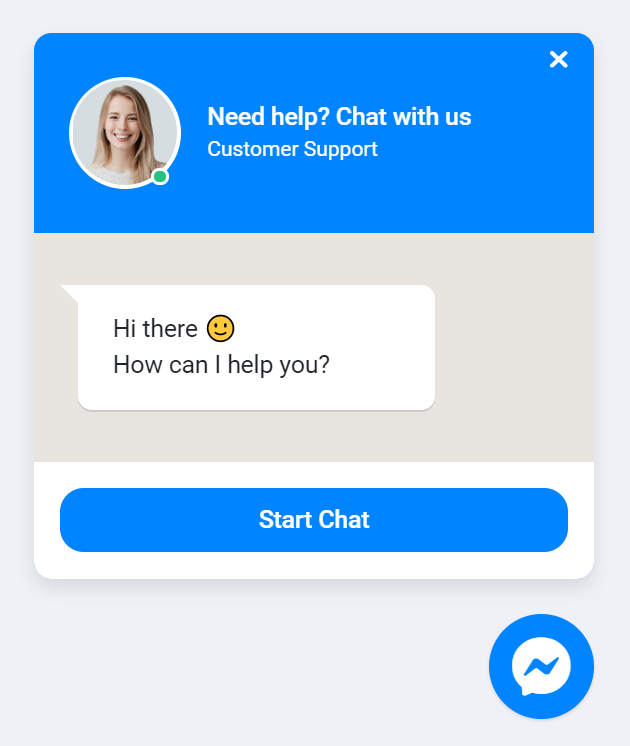 Need help? Chat with us
Customer Support
Hi there 🙂
How can I help you?
Start Chat